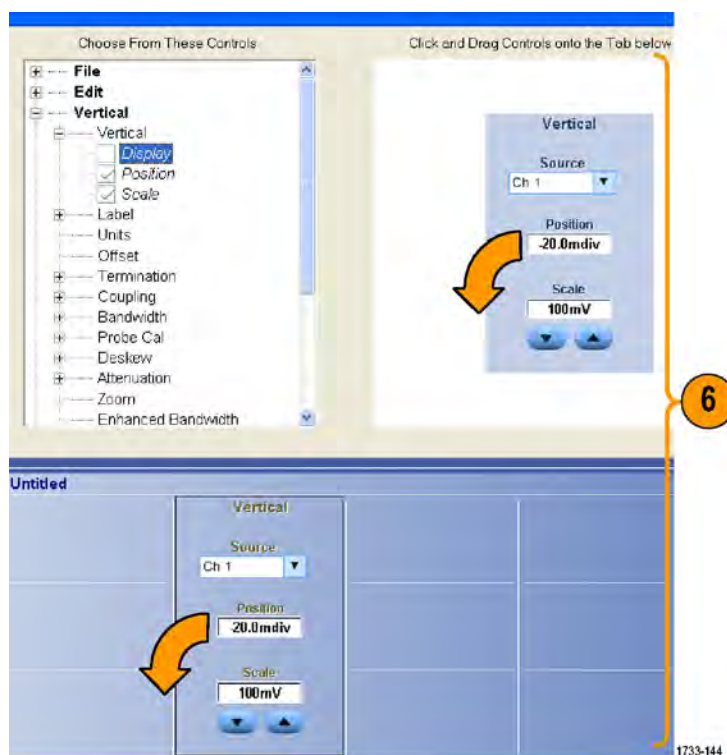 Choose From These Controls
File
Edit
Vertical
Vertical
Display
Position
Scale
Label
Units
Offset
Termination
Coupling
Bandwidth
Probe Cal
Deskew
Attenuation
Zoom
Enhanced Bandwidth
Click and Drag Controls onto the Tab below
Vertical
Source
Ch 1
Position
-20.0mdiv
Scale
100mV
6
Untitled
Vertical
Source
Ch 1
Position
-20.0mdiv
Scale
100mV
1733-144